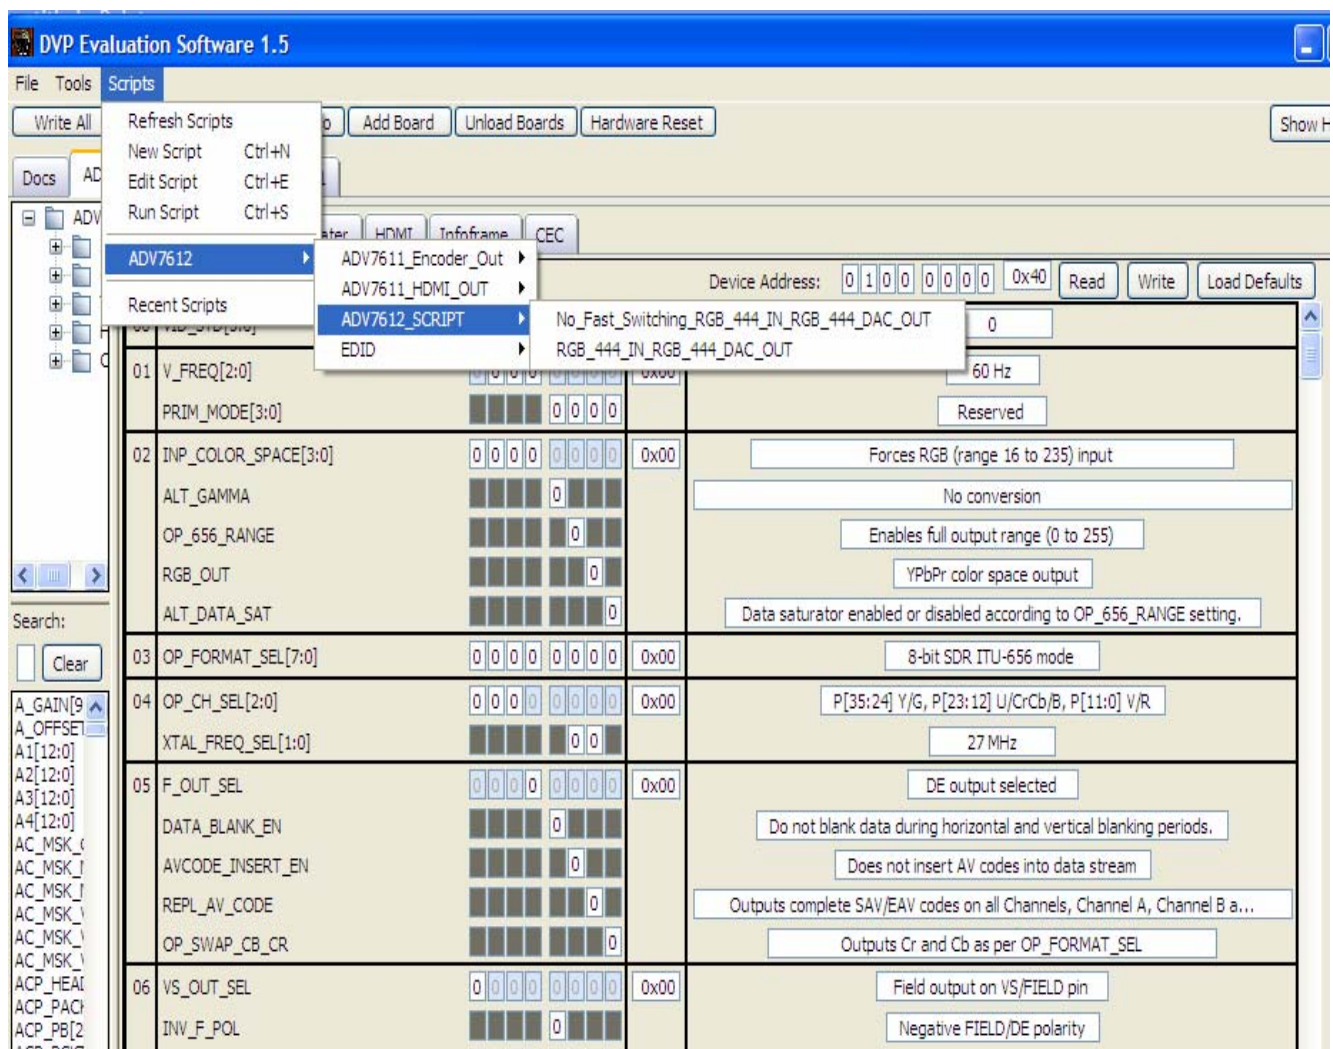 DVP Evaluation Software 1.5
File Tools Scripts
Write All Add Board Unload Boards Hardware Reset Show H
Refresh Scripts
New Script Ctrl+N
Edit Script Ctrl+E
Run Script Ctrl+S
ADV7612
Recent Scripts
Docs AD
ADV
HDMI Infoframe CEC
ADV7611_Encoder_Out
ADV7611_HDMI_OUT
ADV7612_SCRIPT
EDID
No_Fast_Switching_RGB_444_IN_RGB_444_DAC_OUT
RGB_444_IN_RGB_444_DAC_OUT
Device Address: 0 1 0 0 0 0 0 0 0x40 Read Write Load Defaults
0
01 V_FREQ[2:0] 0x00 60 Hz
PRIM_MODE[3:0] 0 0 0 0 Reserved
02 INP_COLOR_SPACE[3:0] 0 0 0 0 0 0 0 0 0x00 Forces RGB (range 16 to 235) input
ALT_GAMMA 0 No conversion
OP_656_RANGE 0 Enables full output range (0 to 255)
RGB_OUT 0 YPbPr color space output
ALT_DATA_SAT 0 Data saturator enabled or disabled according to OP_656_RANGE setting.
03 OP_FORMAT_SEL[7:0] 0 0 0 0 0 0 0 0 0x00 8-bit SDR ITU-656 mode
04 OP_CH_SEL[2:0] 0 0 0 0 0 0 0 0 0x00 P[35:24] Y/G, P[23:12] U/CrCb/B, P[11:0] V/R
XTAL_FREQ_SEL[1:0] 0 0 27 MHz
05 F_OUT_SEL 0 0 0 0 0 0 0 0 0x00 DE output selected
DATA_BLANK_EN 0 Do not blank data during horizontal and vertical blanking periods.
AVCODE_INSERT_EN 0 Does not insert AV codes into data stream
REPL_AV_CODE 0 Outputs complete SAV/EAV codes on all Channels, Channel A, Channel B a...
OP_SWAP_CB_CR 0 Outputs Cr and Cb as per OP_FORMAT_SEL
06 VS_OUT_SEL 0 0 0 0 0 0 0 0 0x00 Field output on VS/FIELD pin
INV_F_POL 0 Negative FIELD/DE polarity
Search:
Clear
A_GAIN[9
A_OFFSET
A1[12:0]
A2[12:0]
A3[12:0]
A4[12:0]
AC_MSK_
AC_MSK_
AC_MSK_
AC_MSK_
AC_MSK_
AC_MSK_
ACP_HEAD
ACP_PACK
ACP_PB[2